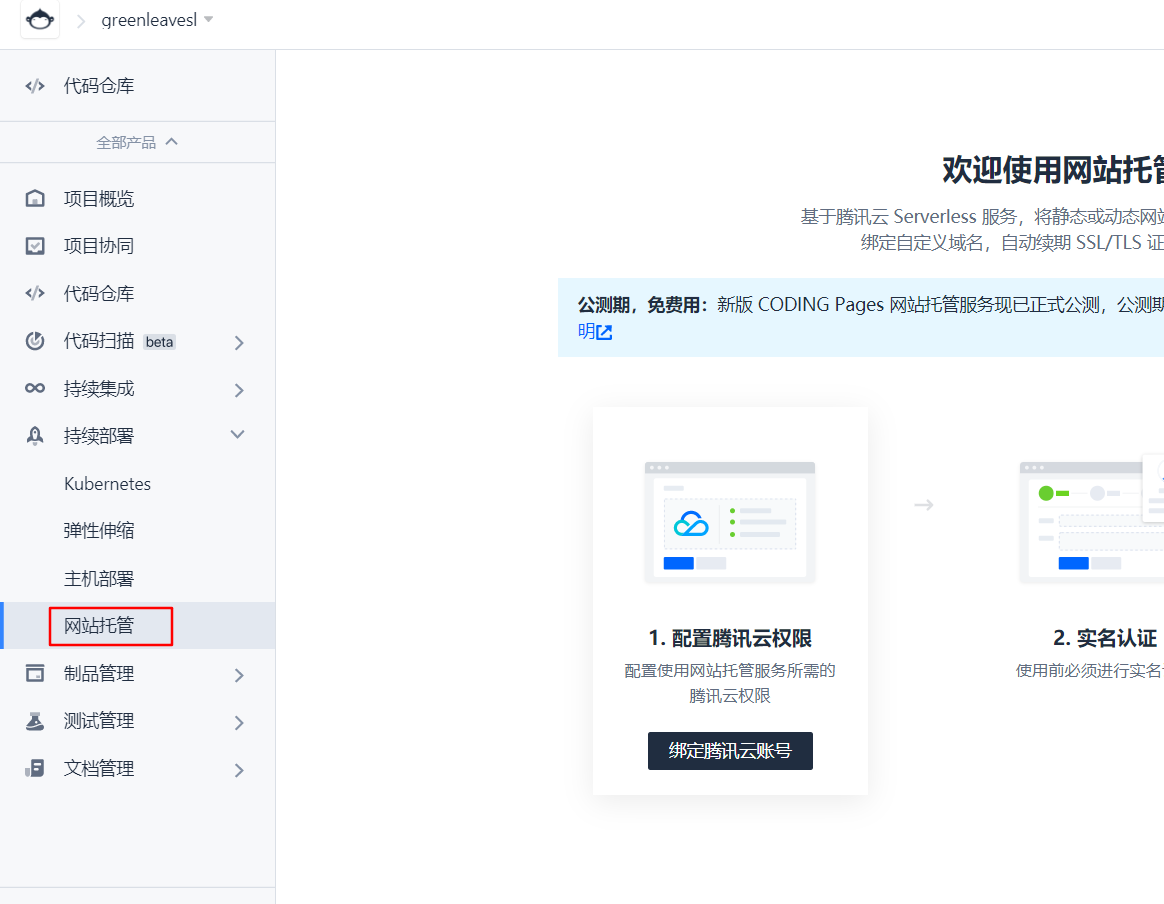 greenleavesl
代码仓库
全部产品
项目概览
项目协同
代码仓库
代码扫描 beta
持续集成
持续部署
Kubernetes
弹性伸缩
主机部署
网站托管
制品管理
测试管理
文档管理
欢迎使用网站托管
基于腾讯云 Serverless 服务，将静态或动态网站
绑定自定义域名，自动续期 SSL/TLS 证
公测期，免费用：新版 CODING Pages 网站托管服务现已正式公测，公测期
明
1. 配置腾讯云权限
配置使用网站托管服务所需的
腾讯云权限
绑定腾讯云账号
2. 实名认证
使用前必须进行实名